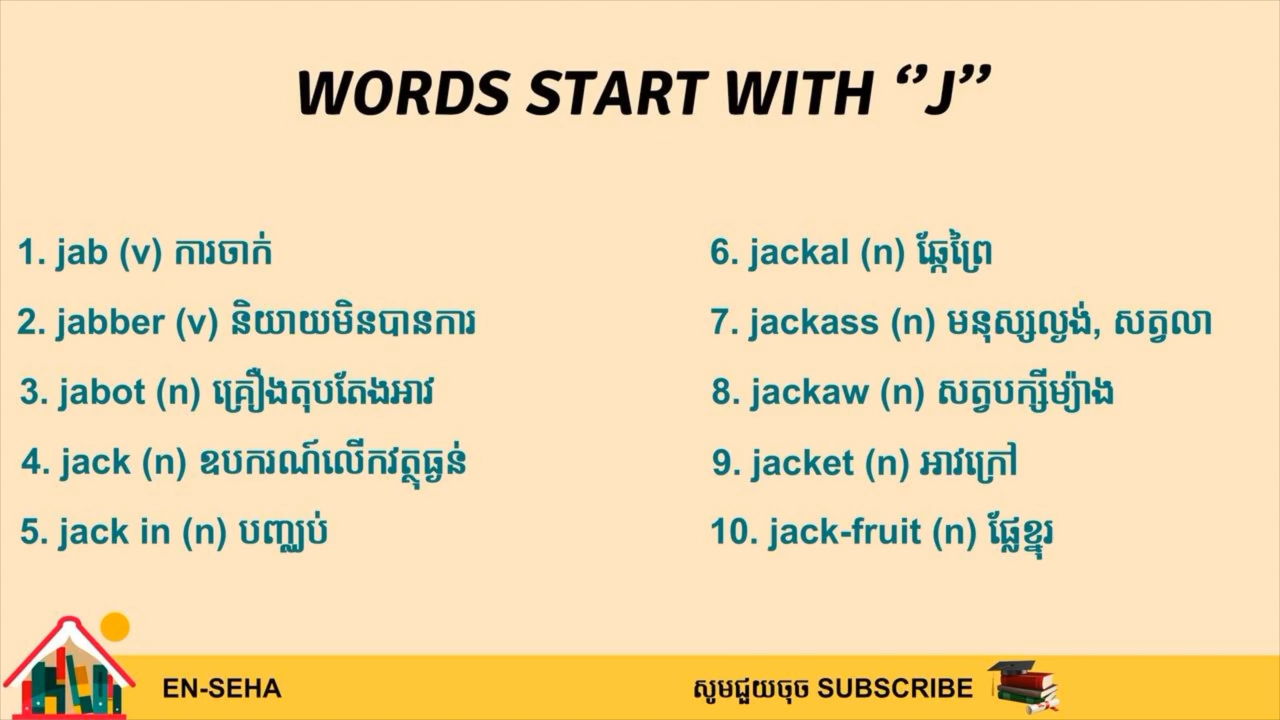 WORDS START WITH “J”
1. jab (v) ការចាក់
2. jabber (v) និយាយមិនបានការ
3. jabot (n) គ្រឿងតុបតែងអាវ
4. jack (n) ឧបករណ៍លើកវត្ថុធ្ងន់
5. jack in (n) បញ្ឈប់
6. jackal (n) ឆ្កែព្រៃ
7. jackass (n) មនុស្សល្ងង់, សត្វលា
8. jackaw (n) សត្វបក្សីម្យ៉ាង
9. jacket (n) អាវក្រៅ
10. jack-fruit (n) ផ្លែខ្នុរ
EN-SEHA
សូមជួយចុច SUBSCRIBE